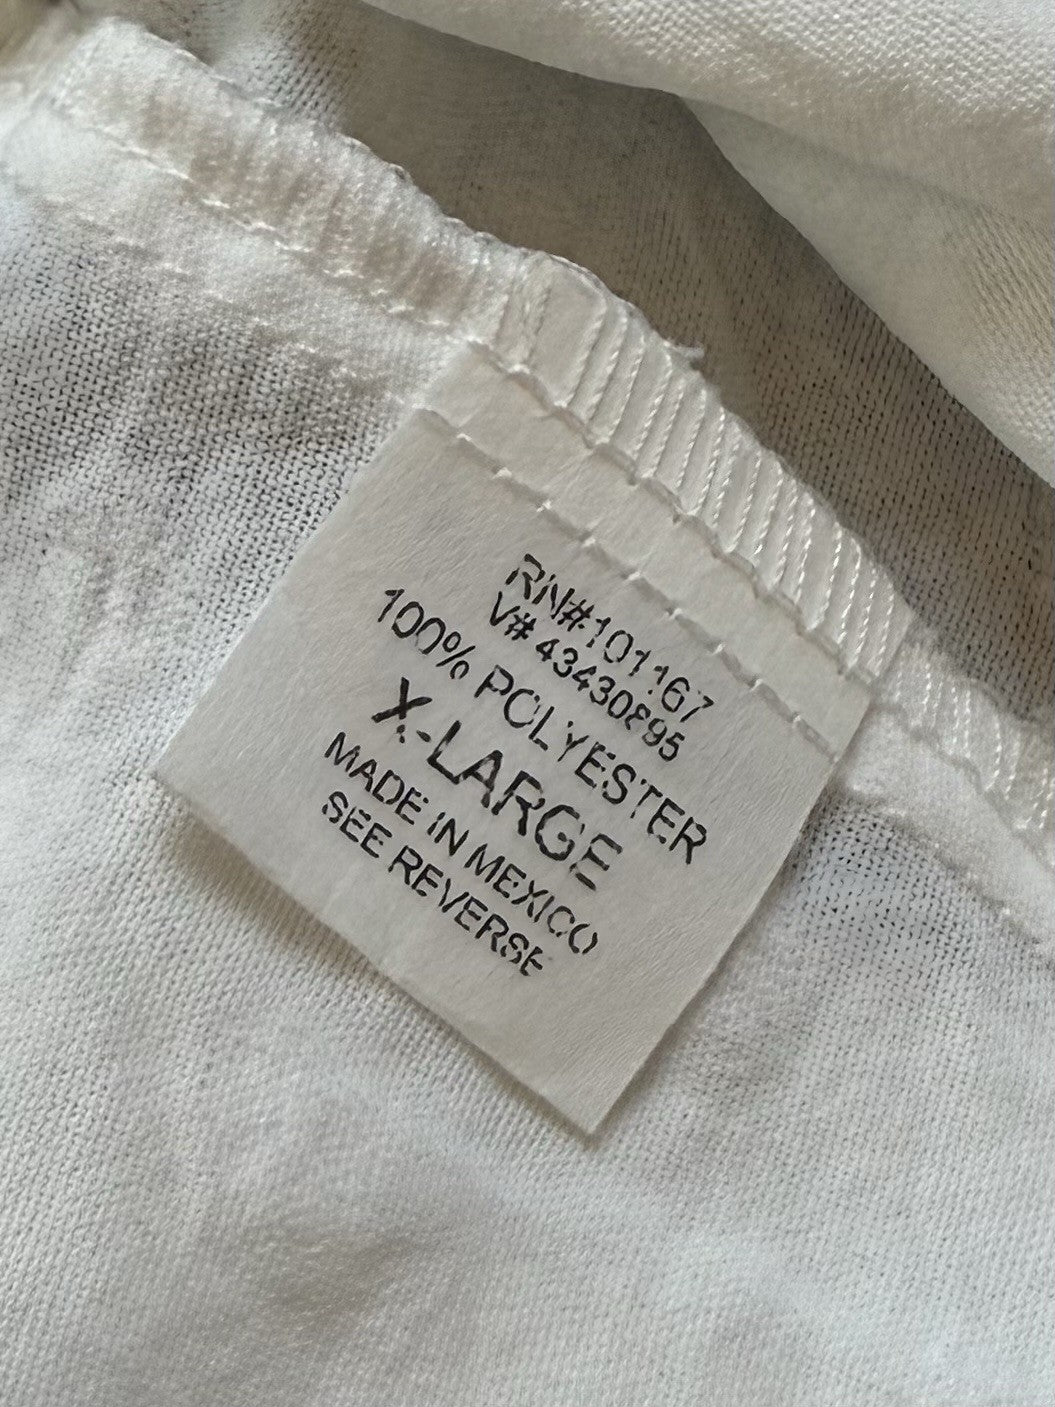 RN#101167
V# 43430895
100% POLYESTER
X-LARGE
MADE IN MEXICO
SEE REVERSE